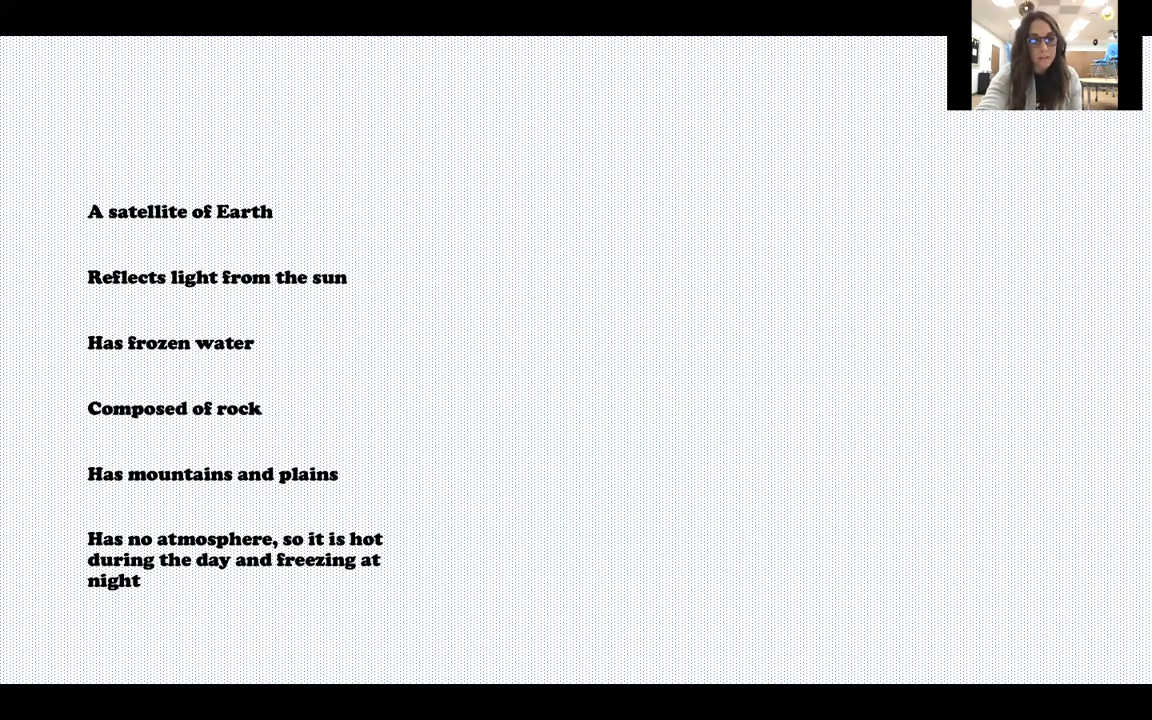 A satellite of Earth
Reflects light from the sun
Has frozen water
Composed of rock
Has mountains and plains
Has no atmosphere, so it is hot
during the day and freezing at
night